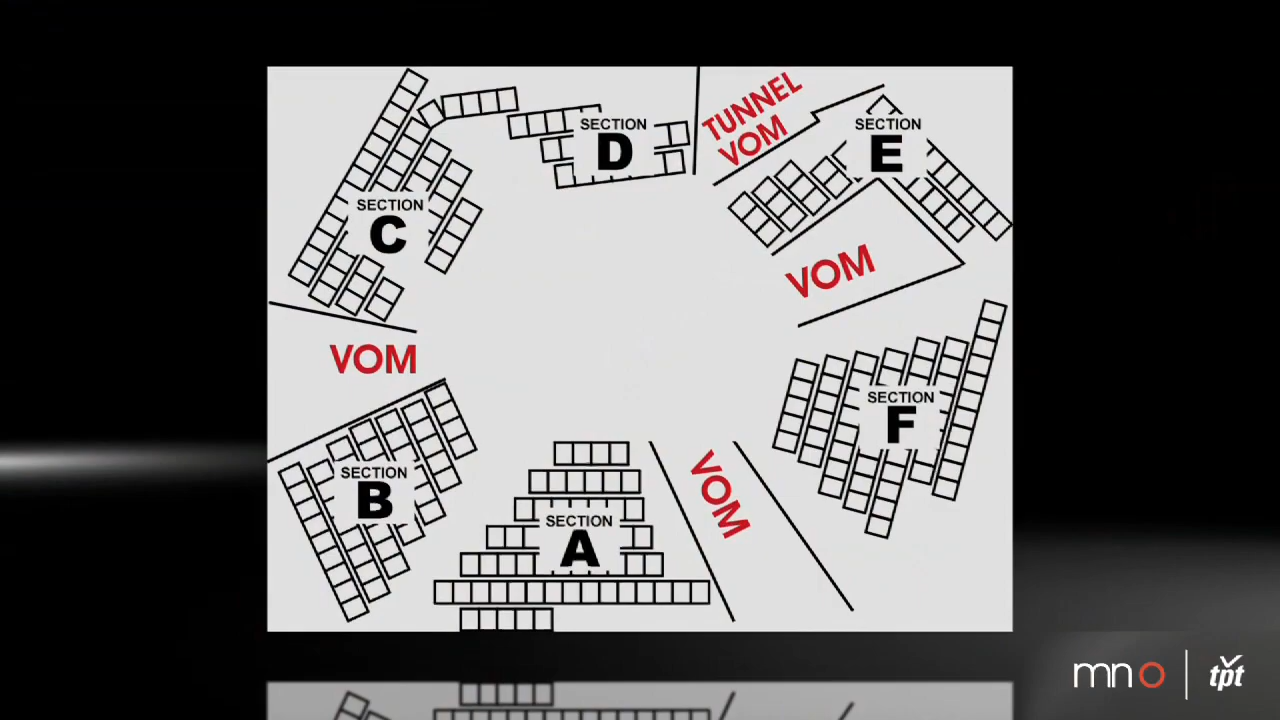 TUNNEL
VOM
SECTION
D
SECTION
E
SECTION
C
VOM
VOM
SECTION
F
SECTION
B
VOM
SECTION
A
mno
tpt